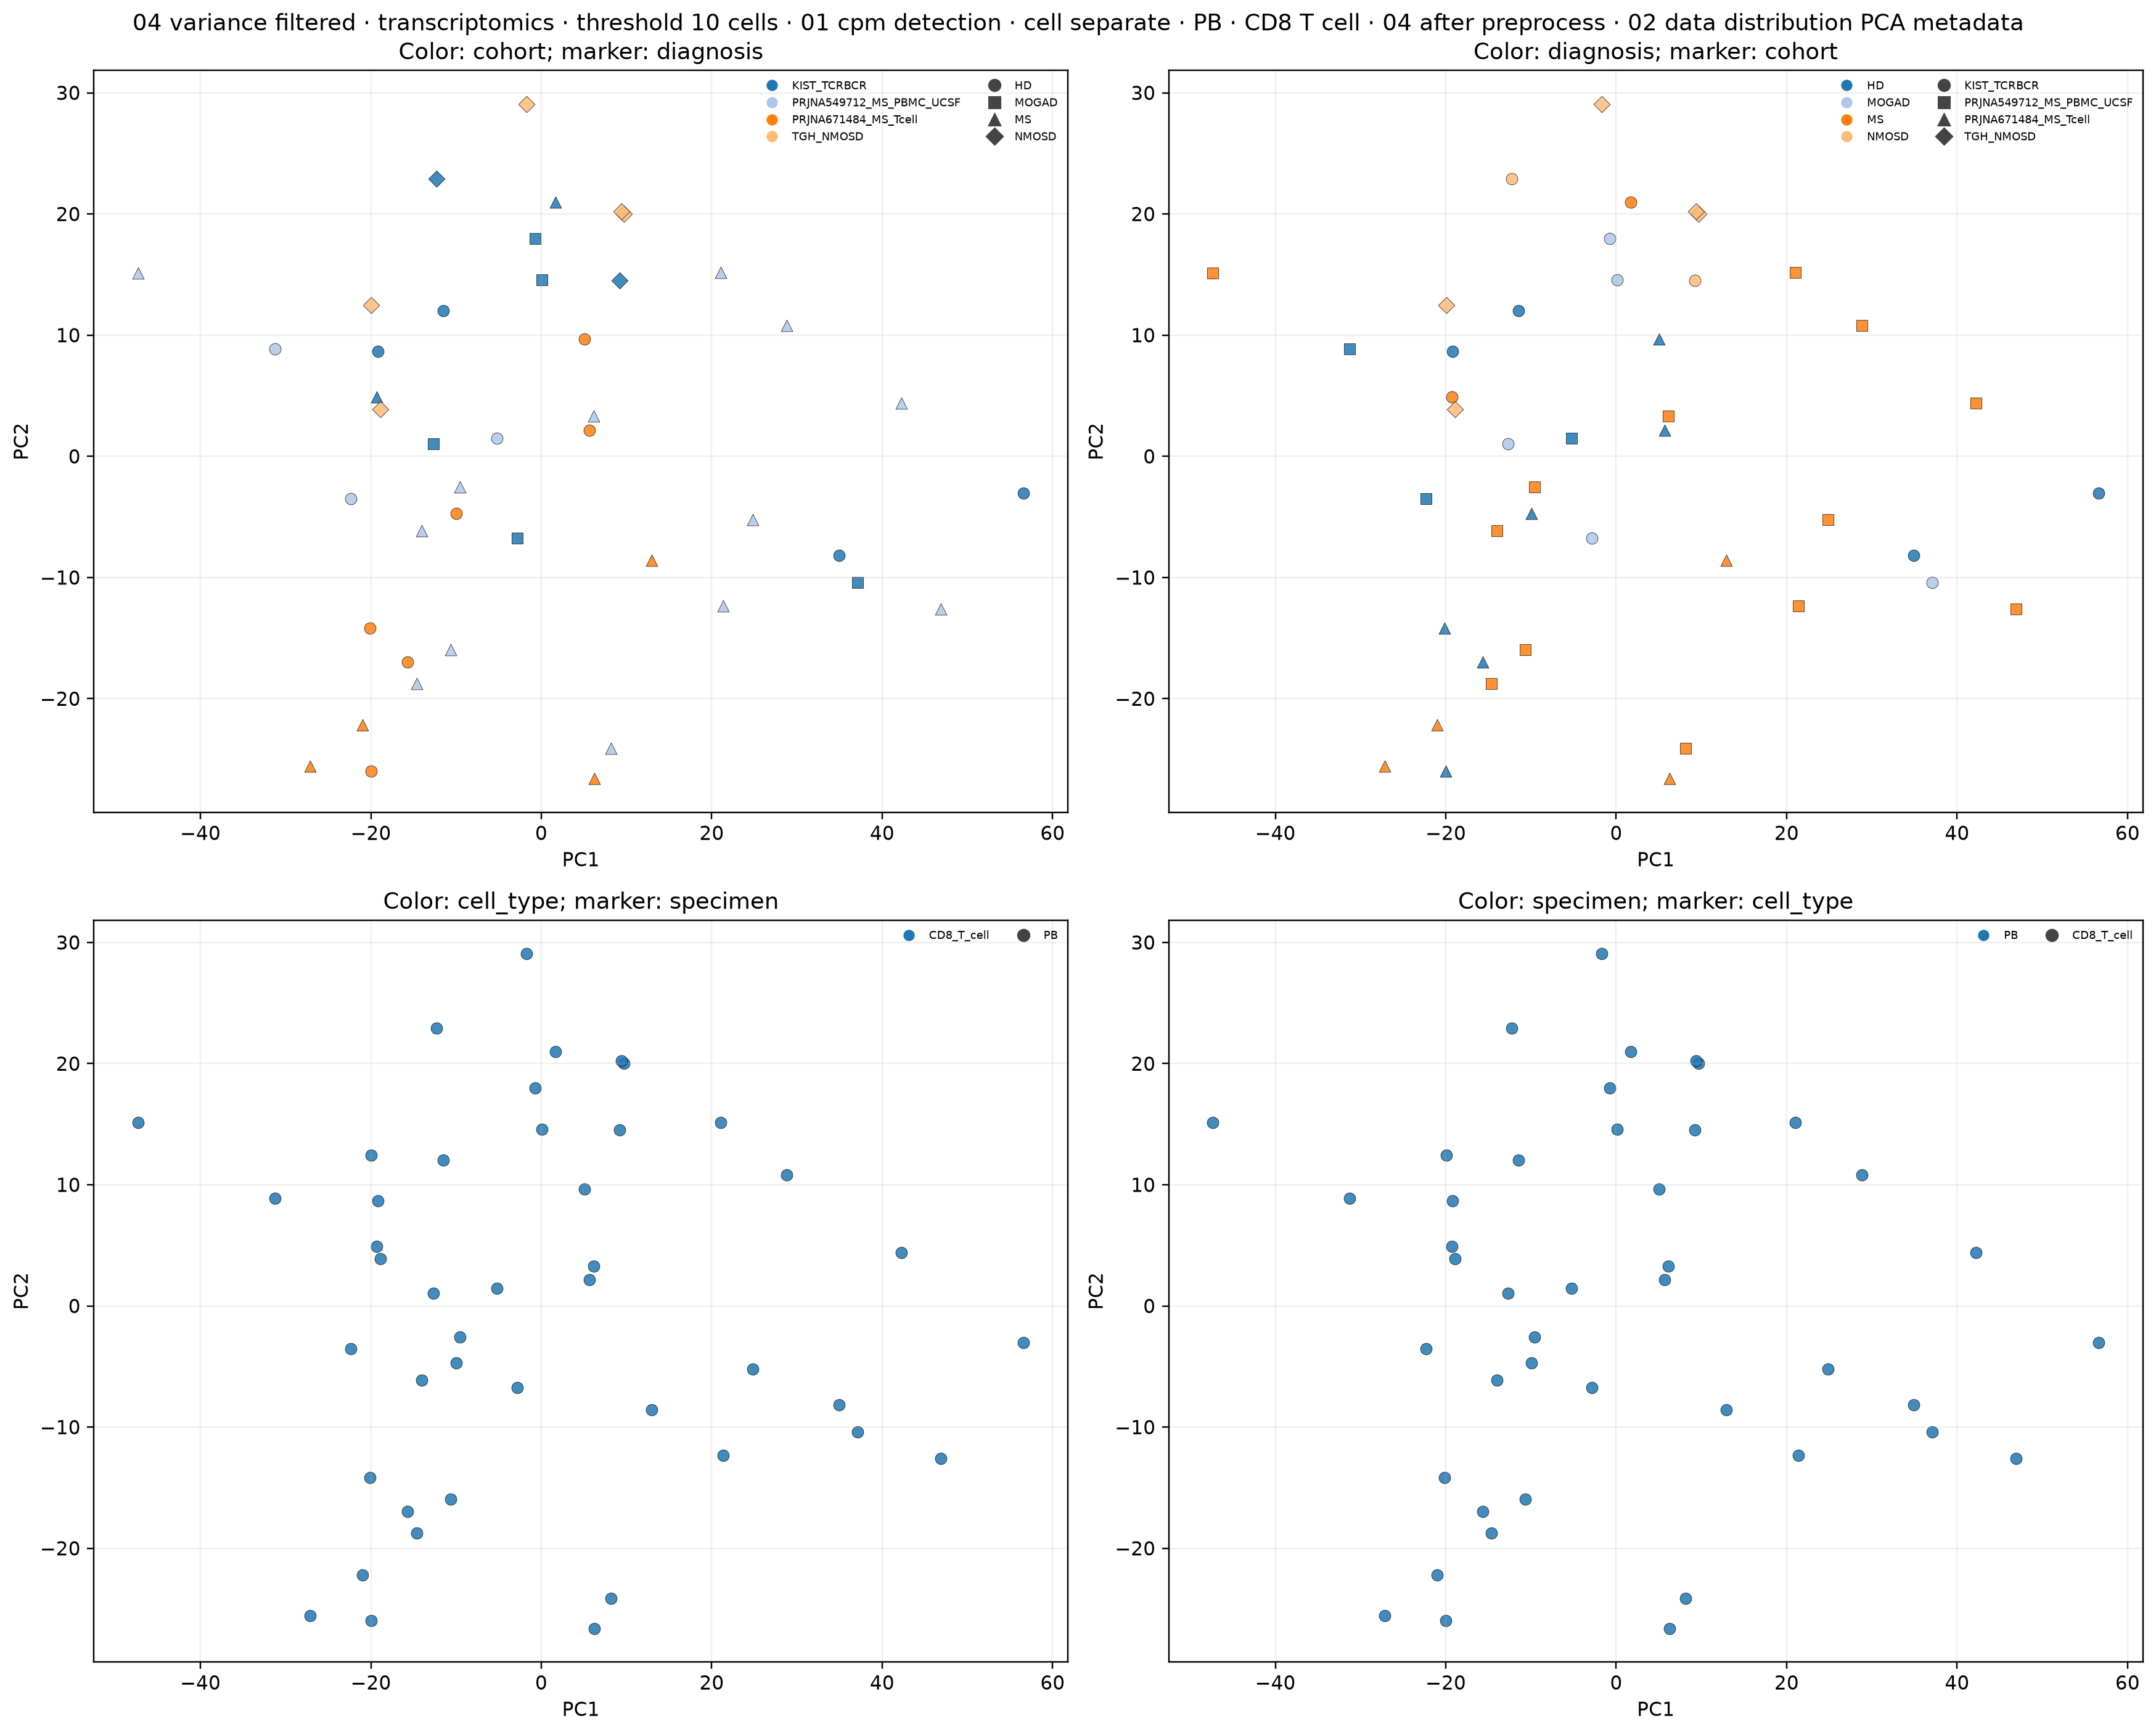 04 variance filtered · transcriptomics · threshold 10 cells · 01 cpm detection · cell separate · PB · CD8 T cell · 04 after preprocess · 02 data distribution PCA metadata
Color: cohort; marker: diagnosis
KIST_TCRBCR
PRJNA549712_MS_PBMC_UCSF
PRJNA671484_MS_Tcell
TGH_NMOSD
HD
MOGAD
MS
NMOSD
30
20
10
0
−10
−20
PC2
−40
−20
0
20
40
60
PC1
Color: diagnosis; marker: cohort
HD
MOGAD
MS
NMOSD
KIST_TCRBCR
PRJNA549712_MS_PBMC_UCSF
PRJNA671484_MS_Tcell
TGH_NMOSD
30
20
10
0
−10
−20
PC2
−40
−20
0
20
40
60
PC1
Color: cell_type; marker: specimen
CD8_T_cell
PB
30
20
10
0
−10
−20
PC2
−40
−20
0
20
40
60
PC1
Color: specimen; marker: cell_type
PB
CD8_T_cell
30
20
10
0
−10
−20
PC2
−40
−20
0
20
40
60
PC1